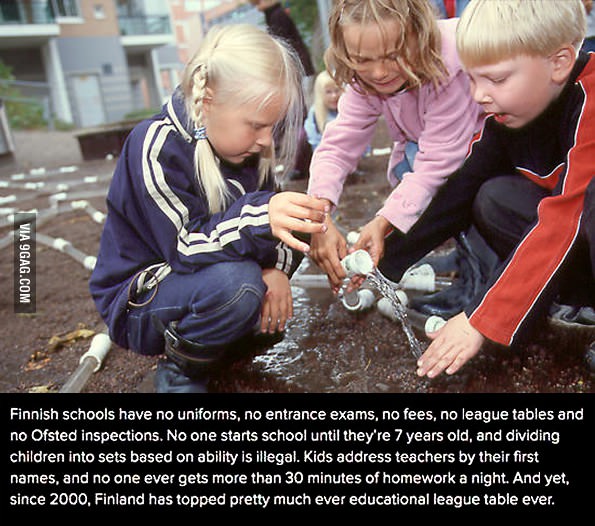 VIA 9GAG.COM
Finnish schools have no uniforms, no entrance exams, no fees, no league tables and
no Ofsted inspections. No one starts school until they're 7 years old, and dividing
children into sets based on ability is illegal. Kids address teachers by their first
names, and no one ever gets more than 30 minutes of homework a night. And yet,
since 2000, Finland has topped pretty much ever educational league table ever.